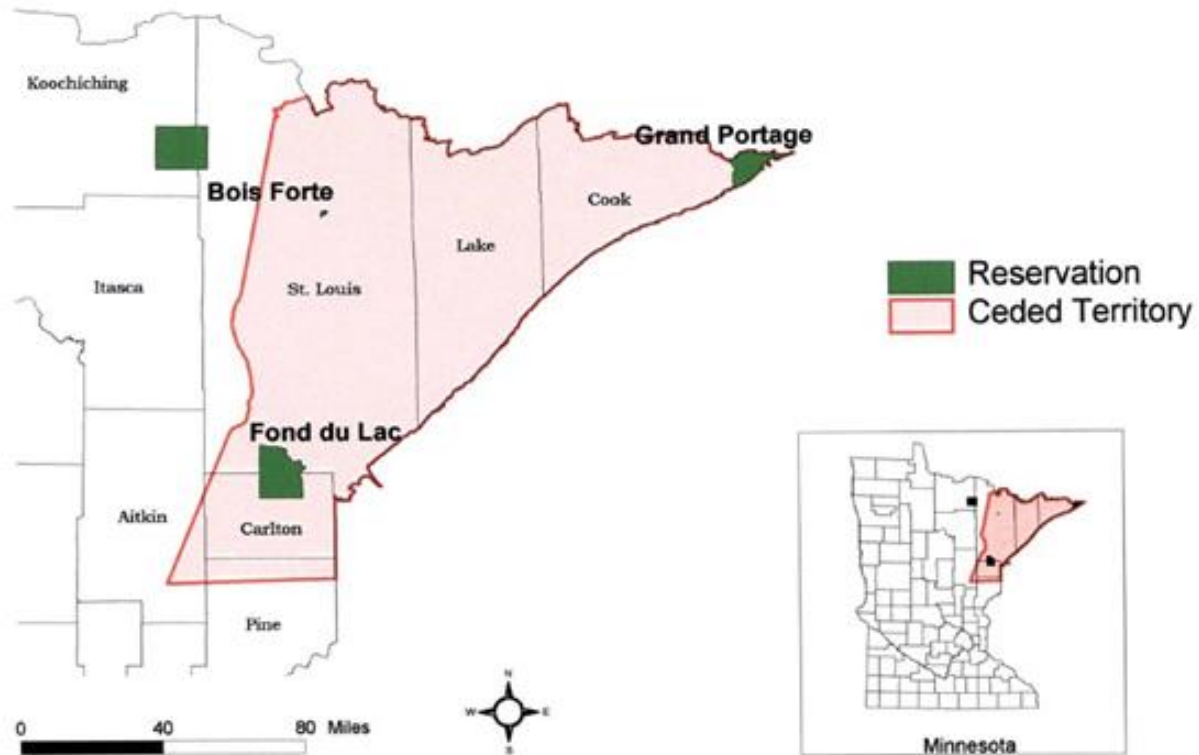 Koochiching
Grand Portage
Bois Forte
Cook
Lake
Itasca
St. Louis
Reservation
Ceded Territory
Fond du Lac
Aitkin
Carlton
Pine
N
W
E
S
0 40 80 Miles
Minnesota